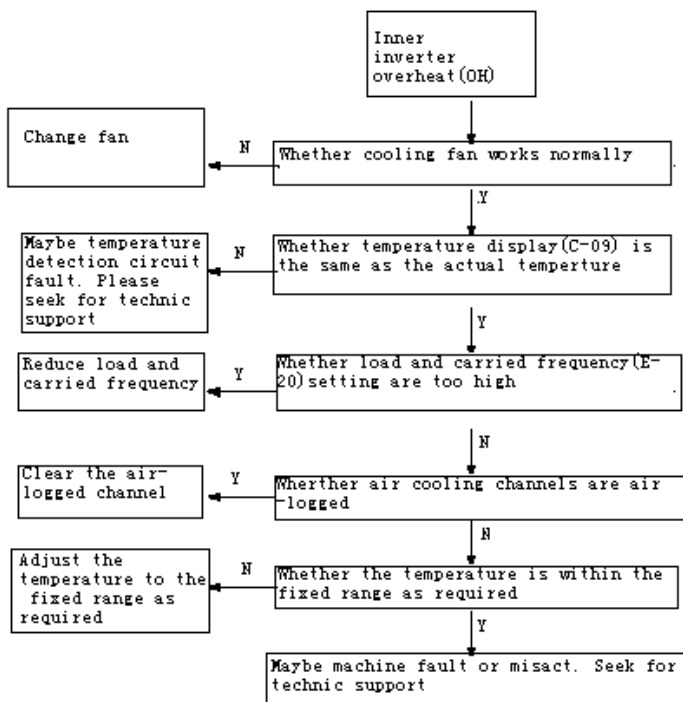 Inner
inverter
overheat(OH)
Change fan
N
Whether cooling fan works normally
.Y
Maybe temperature
detection circuit
fault. Please
seek for technic
support
N
Whether temperature display(C-09) is
the same as the actual temperture
Y
Reduce load and
carried frequency
Y
Whether load and carried frequency(E-
20)setting are too high
N
Clear the air-
logged channel
Y
Wherther air cooling channels are air
-logged
N
Adjust the
temperature to the
fixed range as
required
N
Whether the temperature is within the
fixed range as required
Y
Maybe machine fault or misact. Seek for
technic support